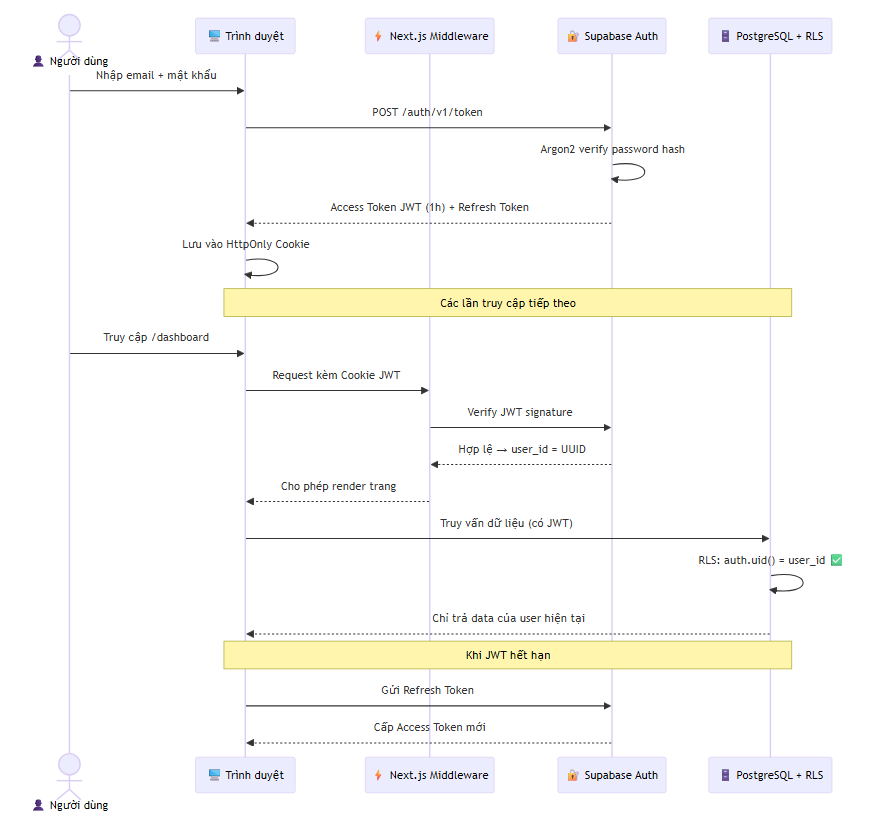 Trình duyệt
Next.js Middleware
Supabase Auth
PostgreSQL + RLS
Người dùng
Nhập email + mật khẩu
POST /auth/v1/token
Argon2 verify password hash
Access Token JWT (1h) + Refresh Token
Lưu vào HttpOnly Cookie
Các lần truy cập tiếp theo
Truy cập /dashboard
Request kèm Cookie JWT
Verify JWT signature
Hợp lệ → user_id = UUID
Cho phép render trang
Truy vấn dữ liệu (có JWT)
RLS: auth.uid() = user_id ✅
Chỉ trả data của user hiện tại
Khi JWT hết hạn
Gửi Refresh Token
Cấp Access Token mới
Trình duyệt
Next.js Middleware
Supabase Auth
PostgreSQL + RLS
Người dùng